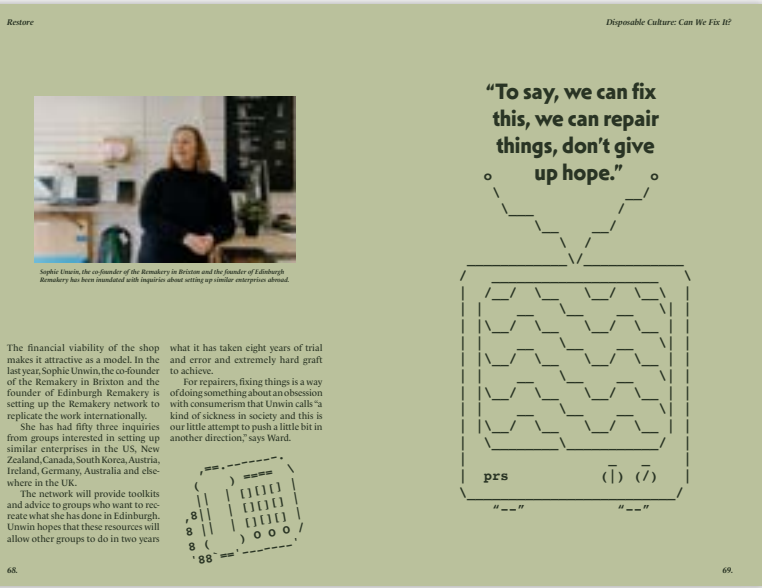 Restore
Disposable Culture: Can We Fix It?
Sophie Unwin, the co-founder of the Remakery in Brixton and the founder of Edinburgh
Remakery has been inundated with inquiries about setting up similar enterprises abroad.
The financial viability of the shop
makes it attractive as a model. In the
last year, Sophie Unwin, the co-founder
of the Remakery in Brixton and the
founder of Edinburgh Remakery is
setting up the Remakery network to
replicate the work internationally.
She has had fifty three inquiries
from groups interested in setting up
similar enterprises in the US, New
Zealand, Canada, South Korea, Austria,
Ireland, Germany, Australia and else-
where in the UK.
The network will provide toolkits
and advice to groups who want to rec-
reate what she has done in Edinburgh.
Unwin hopes that these resources will
allow other groups to do in two years
what it has taken eight years of trial
and error and extremely hard graft
to achieve.
For repairers, fixing things is a way
of doing something about an obsession
with consumerism that Unwin calls “a
kind of sickness in society and this is
our little attempt to push a little bit in
another direction,” says Ward.
“To say, we can fix
this, we can repair
things, don’t give
up hope.”
prs
68.
69.